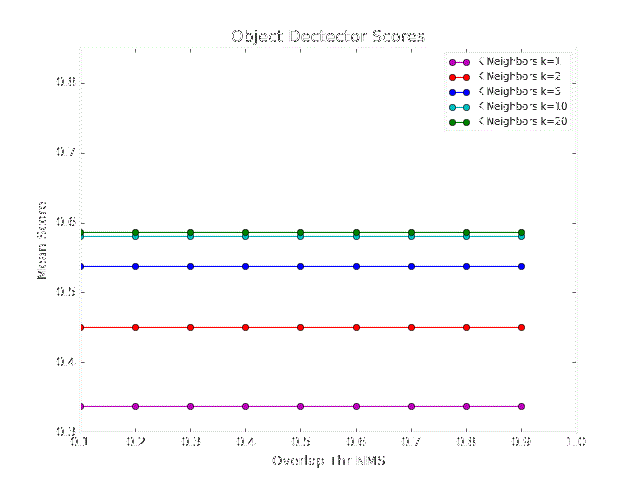 Object Dectector Scores
K Neighbors k=1
K Neighbors k=2
K Neighbors k=
K Neighbors k=10
K Neighbors k=20
Mean Score
0.8
0.7
0.6
0.5
0.4
0.3
0.1 0.2 0.3 0.4 0.5 0.6 0.7 0.8 0.9 1.0
Overlap Thr NMS